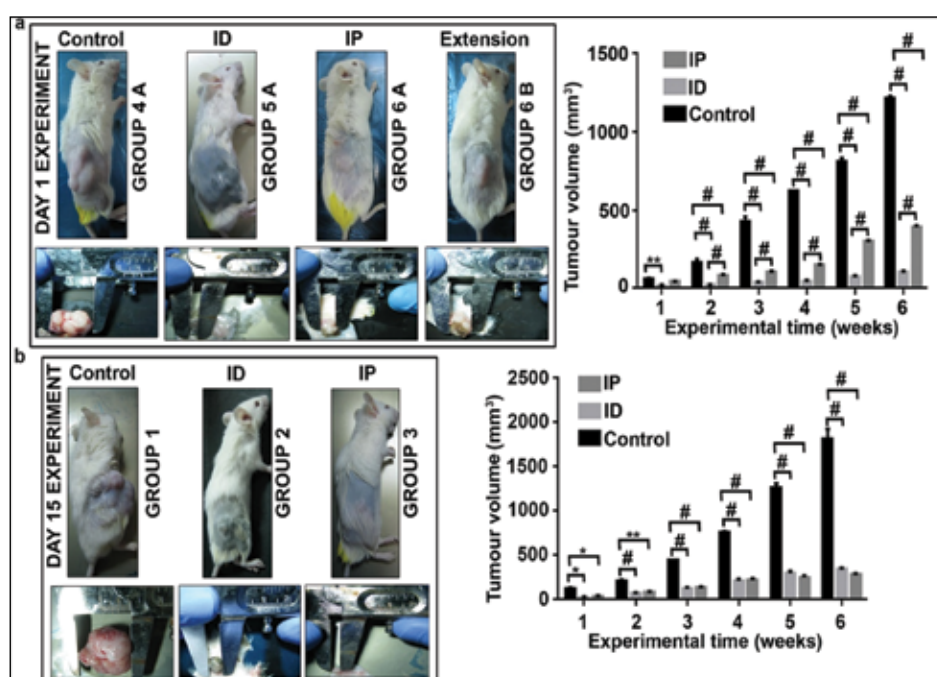 a
Control ID IP Extension
DAY 1 EXPERIMENT
GROUP 4 A
GROUP 5 A
GROUP 6 A
GROUP 6 B
Tumour volume (mm³)
1500
1000
500
0
IP
ID
Control
**
# #
# # #
# # #
# # #
# # #
# # #
1 2 3 4 5 6
Experimental time (weeks)
b
Control ID IP
DAY 15 EXPERIMENT
GROUP 1
GROUP 2
GROUP 3
Tumour volume (mm³)
2500
2000
1500
1000
500
0
IP
ID
Control
* *
** #
# #
# #
# #
# #
1 2 3 4 5 6
Experimental time (weeks)